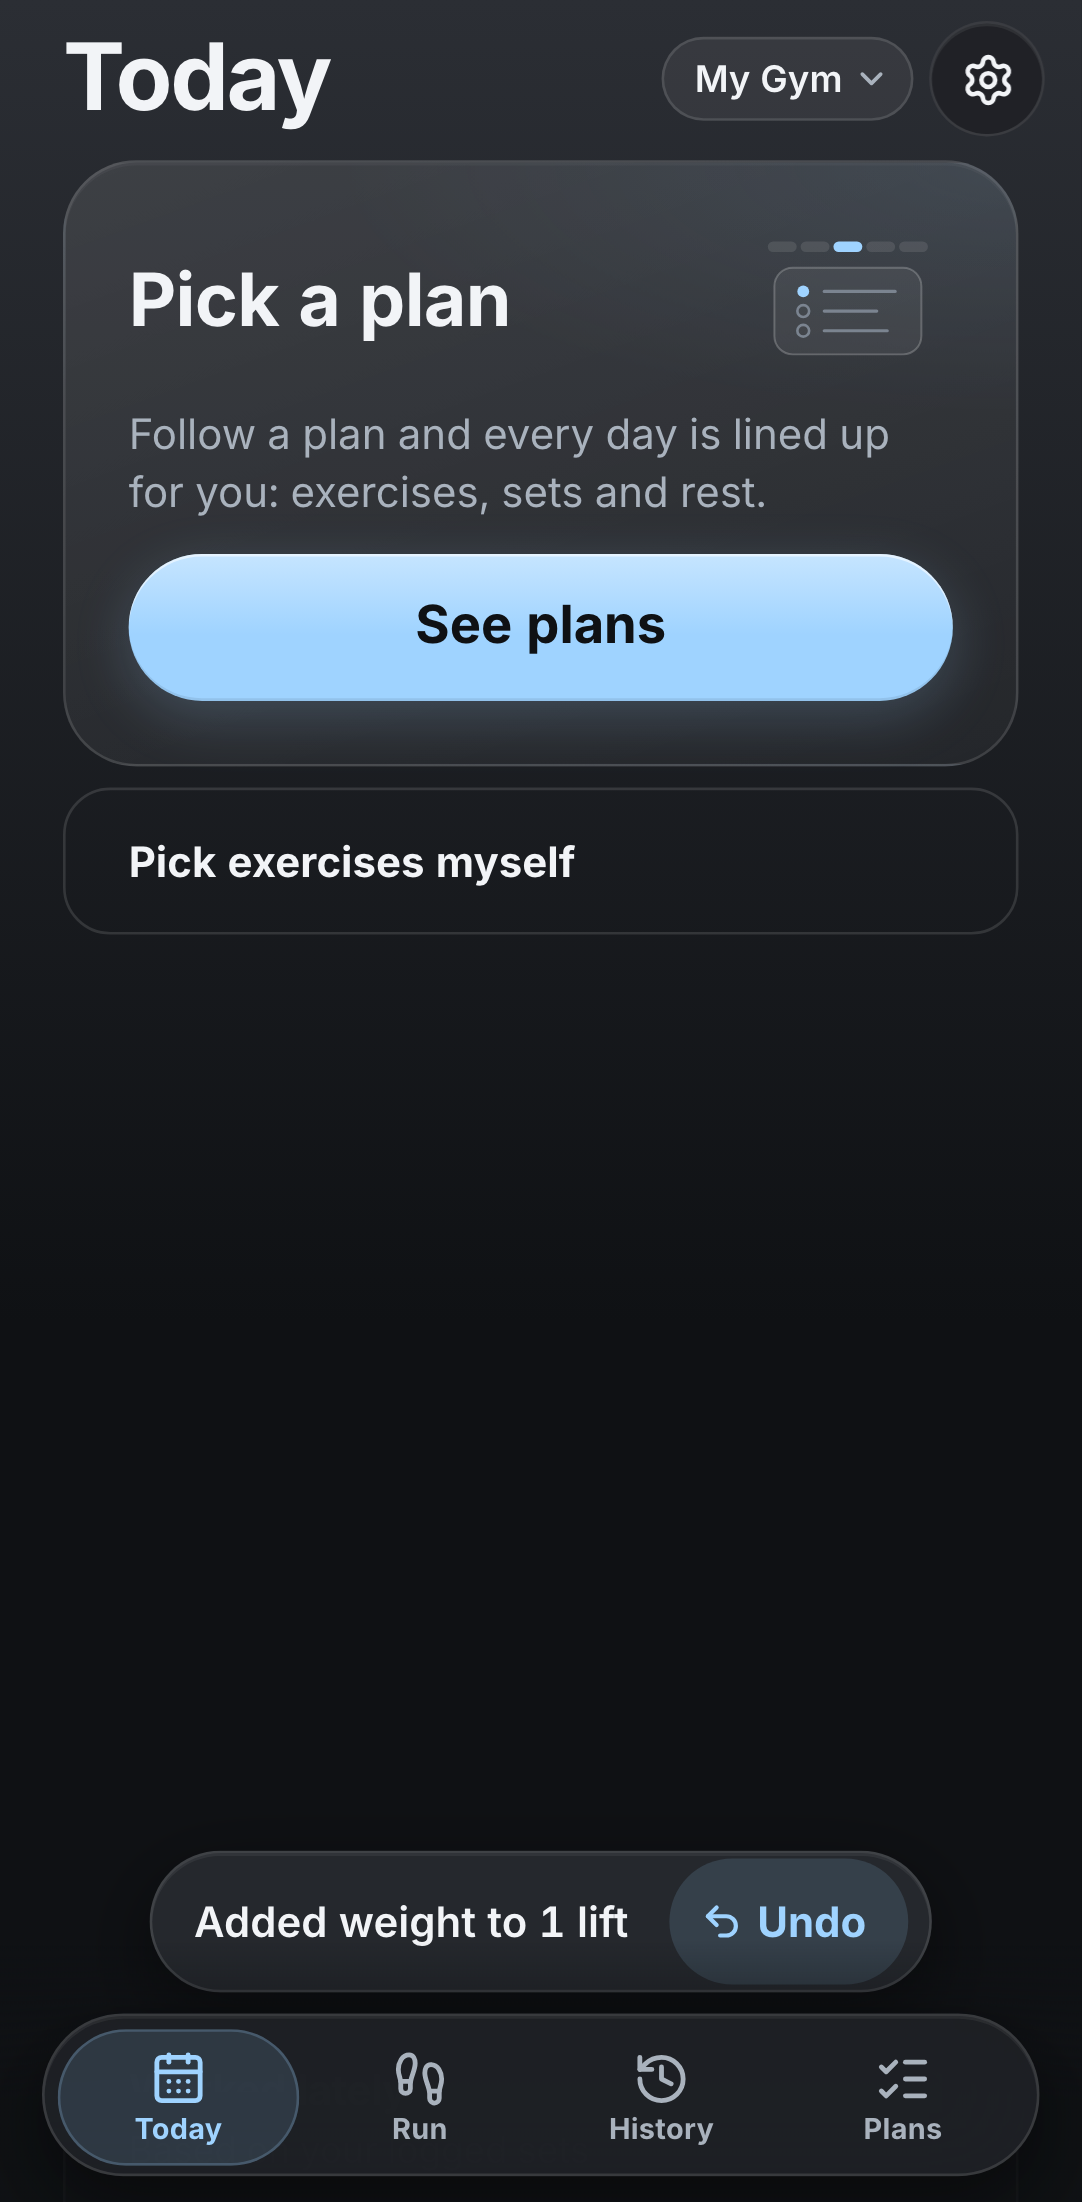 Today
My Gym
Pick a plan
Follow a plan and every day is lined up
for you: exercises, sets and rest.
See plans
Pick exercises myself
Added weight to 1 lift
Undo
Today
Run
History
Plans